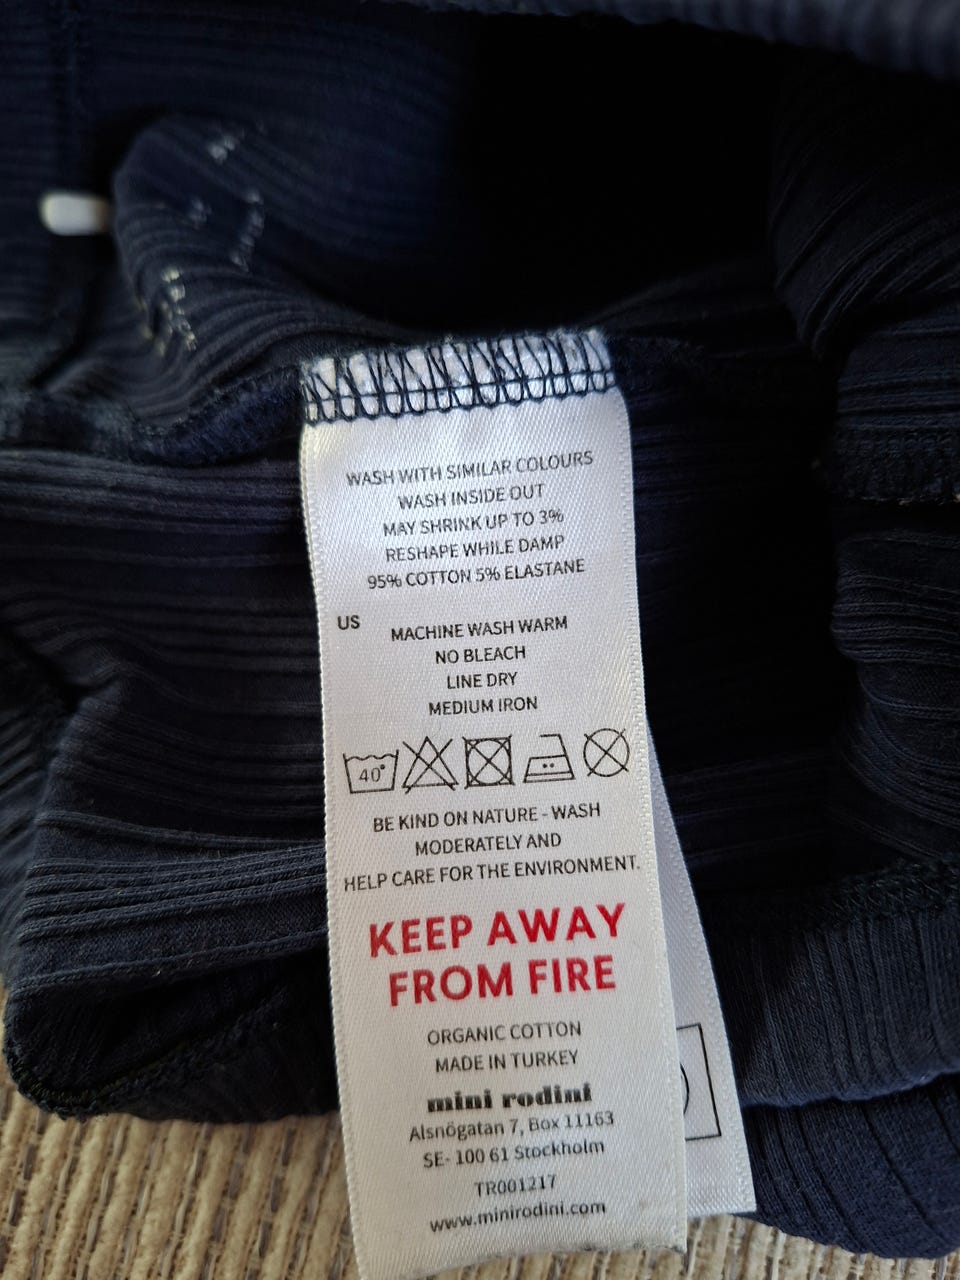 WASH WITH SIMILAR COLOURS
WASH INSIDE OUT
MAY SHRINK UP TO 3%
RESHAPE WHILE DAMP
95% COTTON 5% ELASTANE
US
MACHINE WASH WARM
NO BLEACH
LINE DRY
MEDIUM IRON
40°
BE KIND ON NATURE - WASH
MODERATELY AND
HELP CARE FOR THE ENVIRONMENT.
KEEP AWAY
FROM FIRE
ORGANIC COTTON
MADE IN TURKEY
mini rodini
Alsnögatan 7, Box 11163
SE- 100 61 Stockholm
TR001217
www.minirodini.com